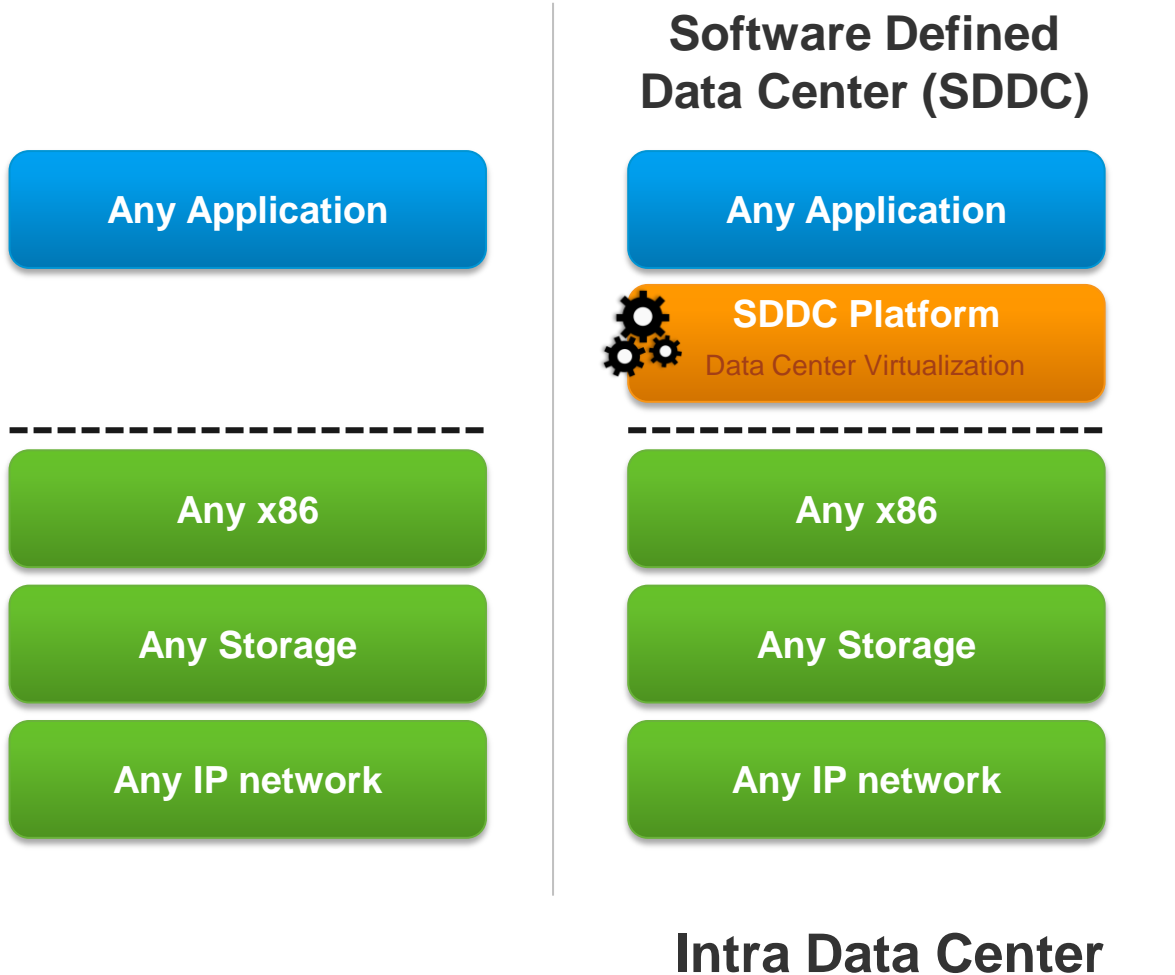 Software Defined
Data Center (SDDC)
Any Application
Any x86
Any Storage
Any IP network
Any Application
SDDC Platform
Data Center Virtualization
Any x86
Any Storage
Any IP network
Intra Data Center